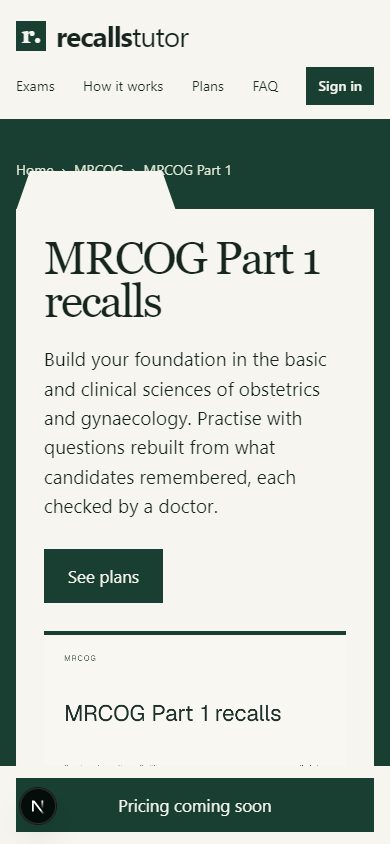 r. recallstutor
Exams How it works Plans FAQ Sign in
Home › MRCOG › MRCOG Part 1
MRCOG Part 1
recalls
Build your foundation in the basic
and clinical sciences of obstetrics
and gynaecology. Practise with
questions rebuilt from what
candidates remembered, each
checked by a doctor.
See plans
MRCOG
MRCOG Part 1 recalls
N Pricing coming soon